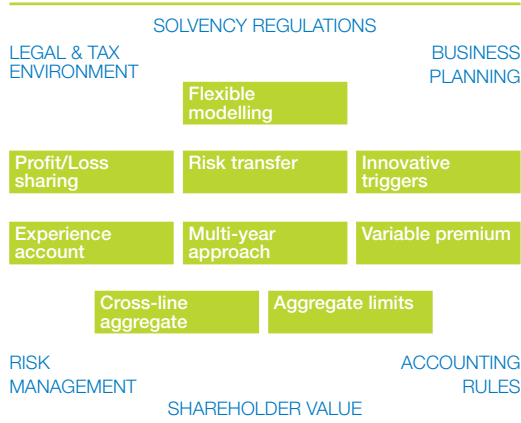 SOLVENCY REGULATIONS
LEGAL & TAX
ENVIRONMENT
BUSINESS
PLANNING
Flexible
modelling
Profit/Loss
sharing
Risk transfer
Innovative
triggers
Experience
account
Multi-year
approach
Variable premium
Cross-line
aggregate
Aggregate limits
RISK
MANAGEMENT
ACCOUNTING
RULES
SHAREHOLDER VALUE